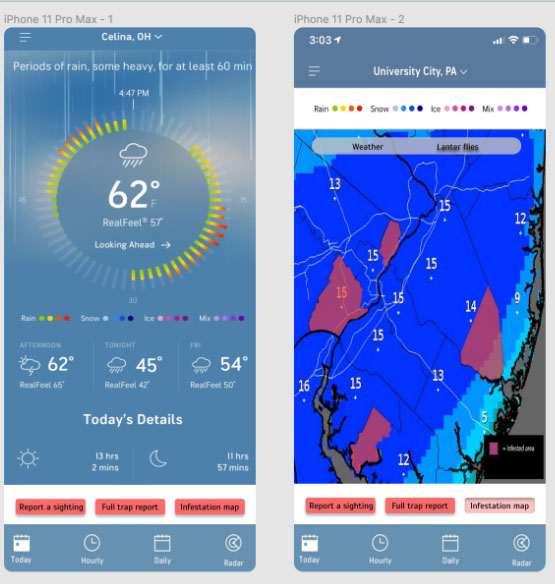 iPhone 11 Pro Max - 1
Celina, OH
Periods of rain, some heavy, for at least 60 min
4:47 PM
45
15
62°F
RealFeel® 57°
Looking Ahead →
30
Rain Snow Ice Mix
AFTERNOON TONIGHT FRI
62° 45° 54°
RealFeel 65° RealFeel 42° RealFeel 50°
Today's Details
13 hrs 11 hrs
2 mins 57 mins
Report a sighting Full trap report Infestation map
Today Hourly Daily Radar
iPhone 11 Pro Max - 2
3:03
University City, PA
Rain Snow Ice Mix
Weather Lanter flies
13
15
12
15
15
15
15
14
9
15
13
16
15
5
12
= Infested area
Report a sighting Full trap report Infestation map
Today Hourly Daily Radar